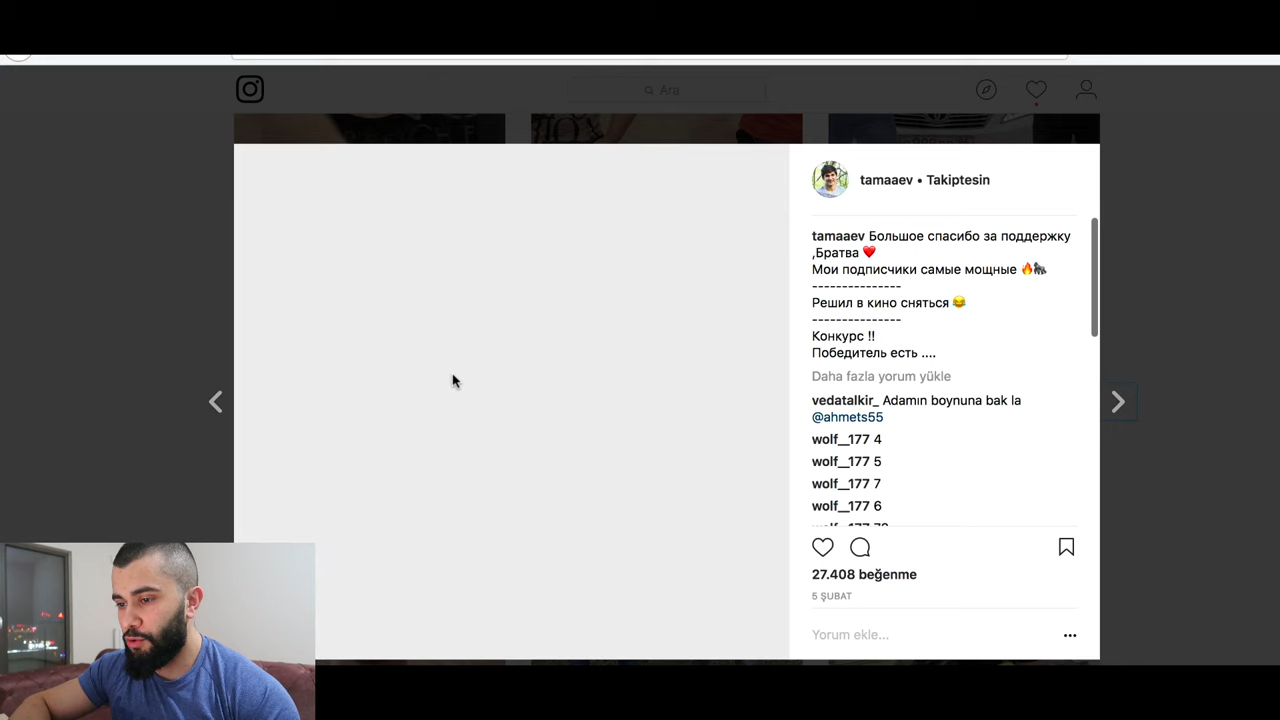 Ara
tamaaev • Takiptesin
tamaaev Большое спасибо за поддержку
,Братва ❤️
Мои подписчики самые мощные 🔥🦍
---------------
Решил в кино сняться 😂
---------------
Конкурс !!
Победитель есть ....
Daha fazla yorum yükle
vedatalkir_ Adamın boynuna bak la
@ahmets55
wolf__177 4
wolf__177 5
wolf__177 7
wolf__177 6
27.408 beğenme
5 ŞUBAT
Yorum ekle...